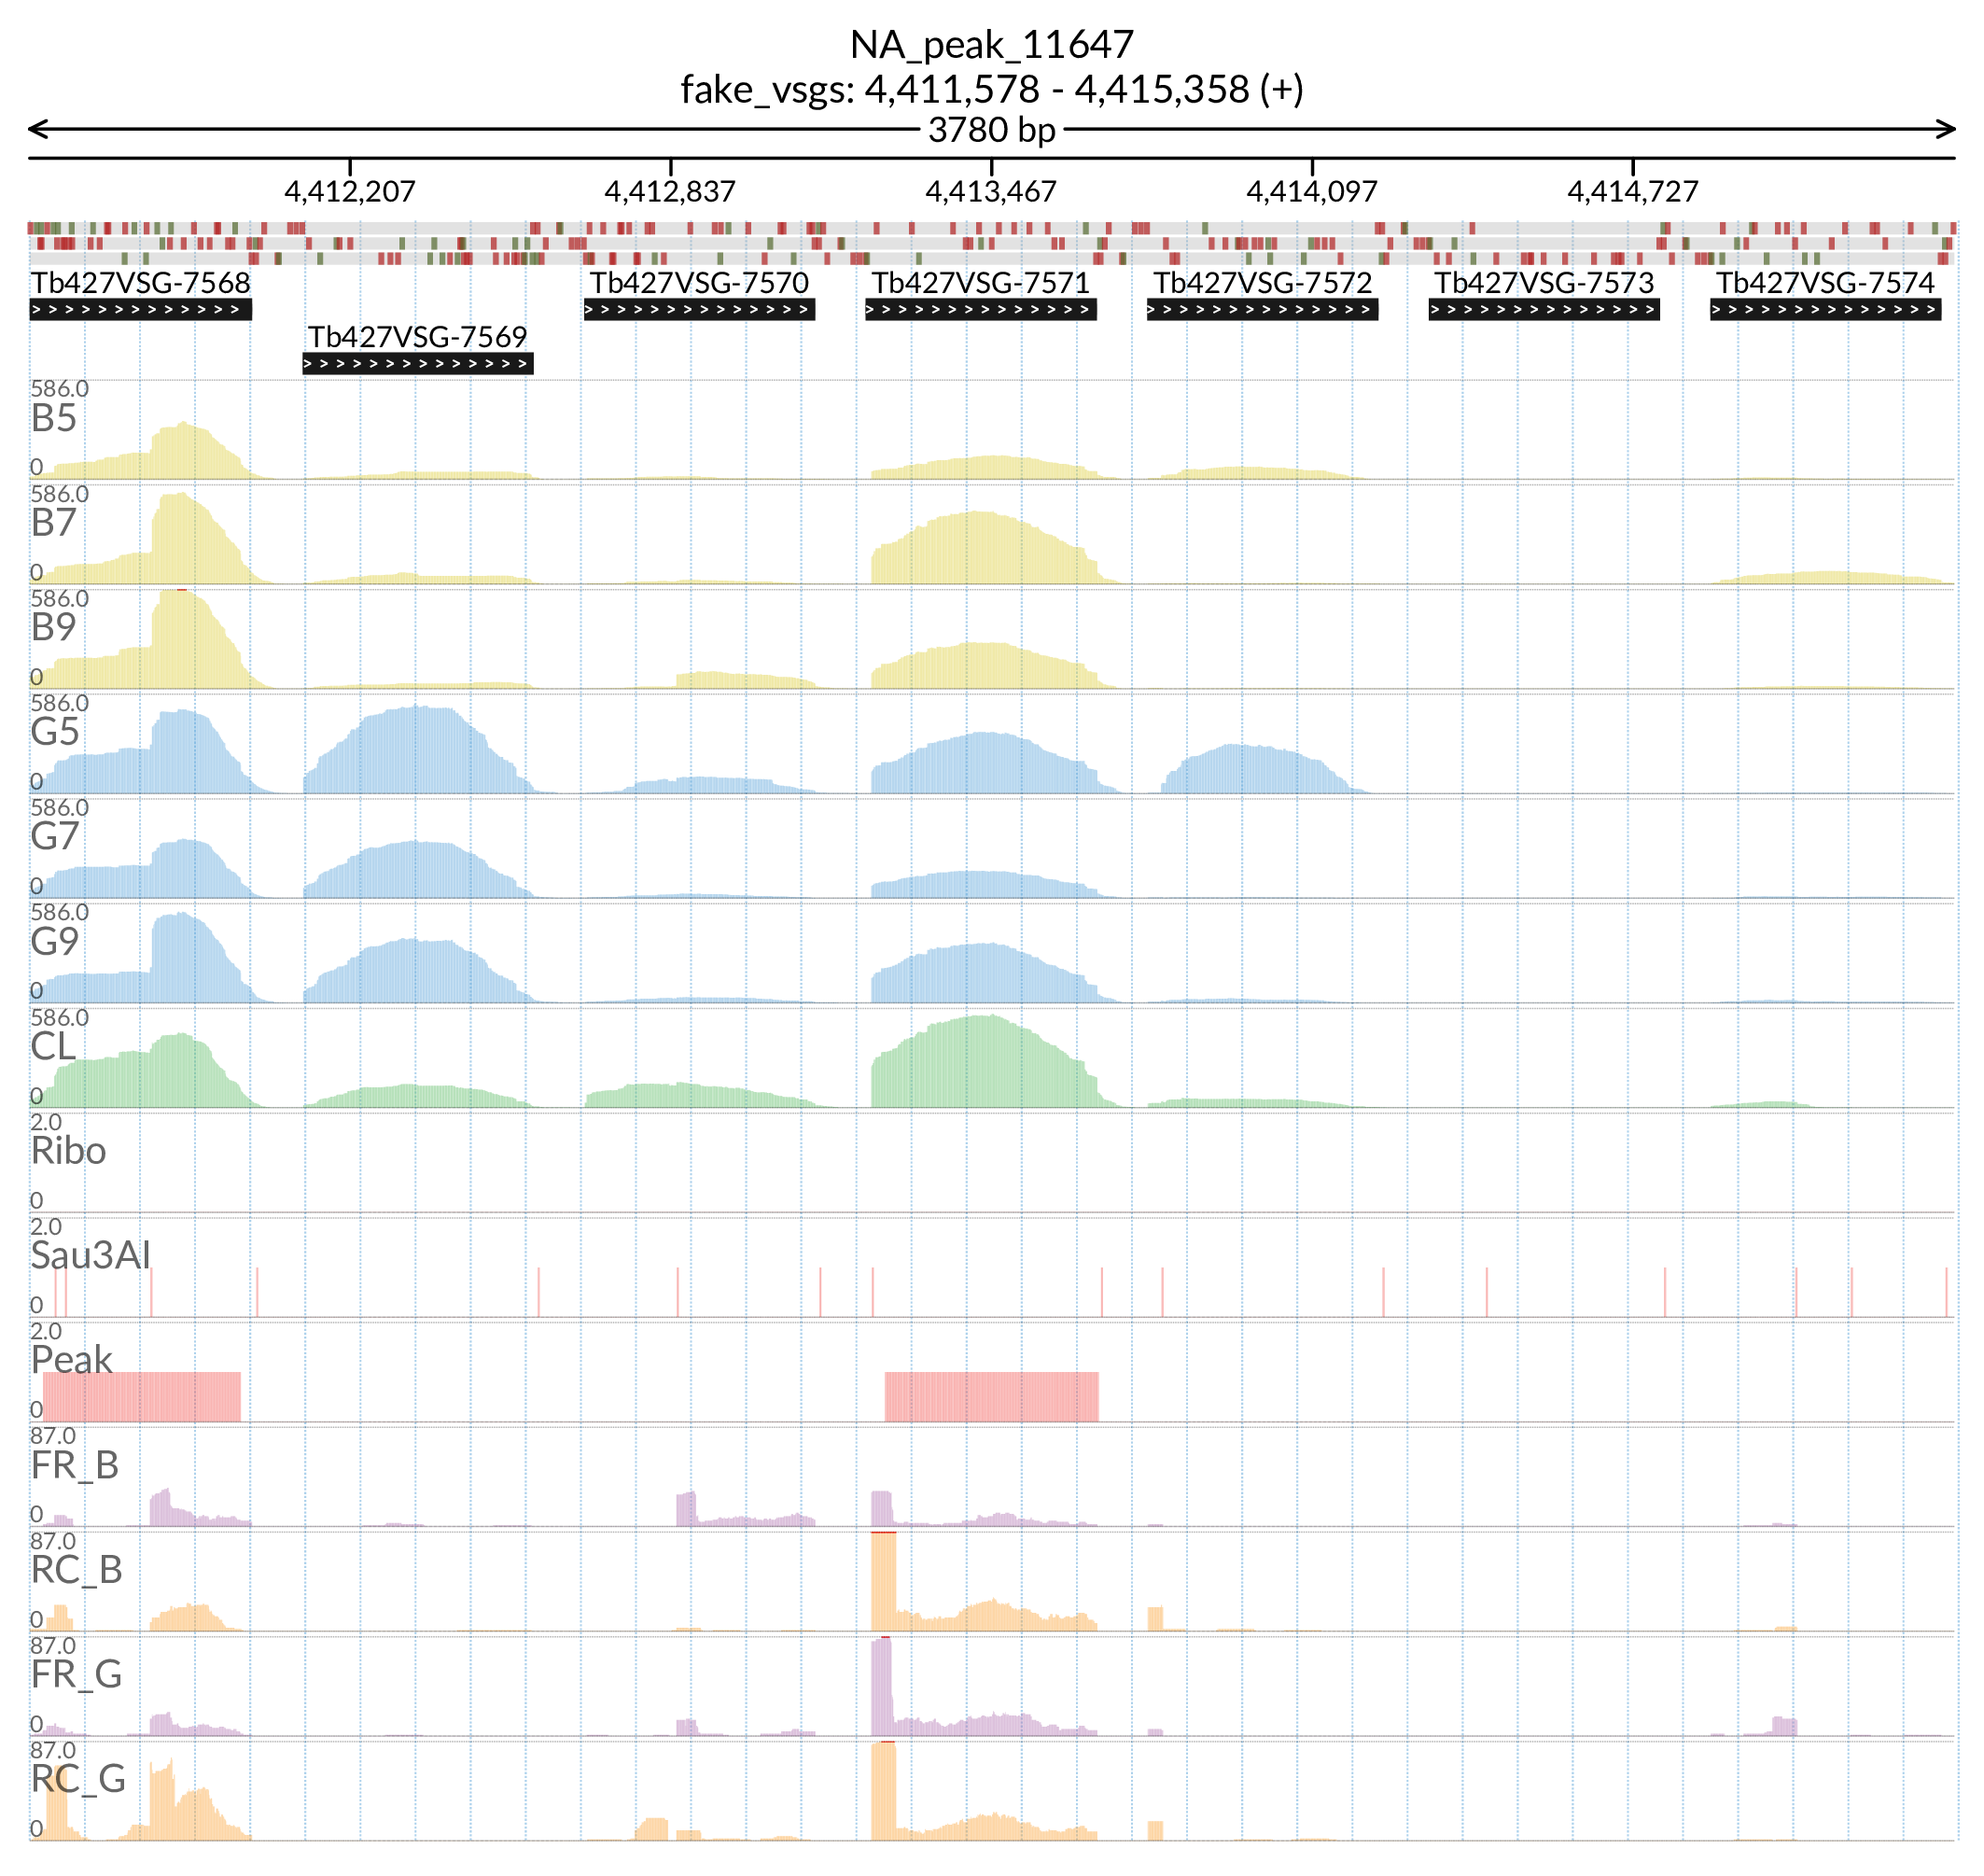 NA_peak_11647
fake_vsgs: 4,411,578 - 4,415,358 (+)
3780 bp
4,412,207 4,412,837 4,413,467 4,414,097 4,414,727
Tb427VSG-7568 Tb427VSG-7570 Tb427VSG-7571 Tb427VSG-7572 Tb427VSG-7573 Tb427VSG-7574
Tb427VSG-7569
586.0
B5
0
586.0
B7
0
586.0
B9
0
586.0
G5
0
586.0
G7
0
586.0
G9
0
586.0
CL
0
2.0
Ribo
0
2.0
Sau3AI
0
2.0
Peak
0
87.0
FR_B
0
87.0
RC_B
0
87.0
FR_G
0
87.0
RC_G
0